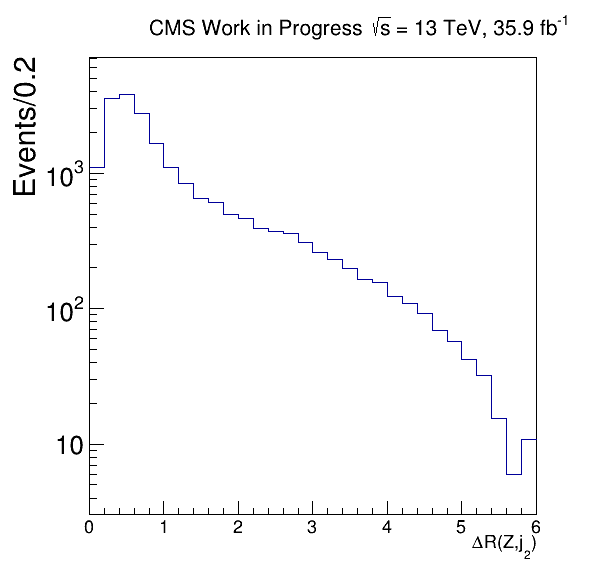 CMS Work in Progress √s = 13 TeV, 35.9 fb⁻¹
Events/0.2
10³
10²
10
0 1 2 3 4 5 6
ΔR(Z,j₂)